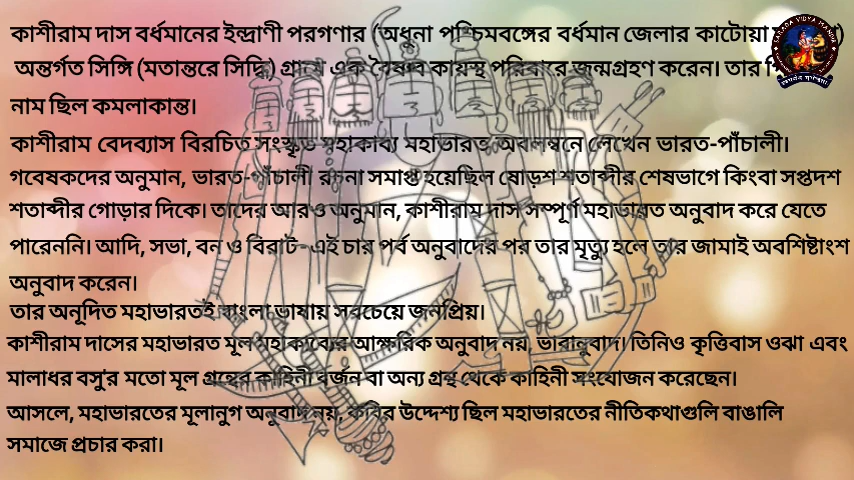 কাশীরাম দাস বর্ধমানের ইন্দ্রাণী পরগণার (অধুনা পশ্চিমবঙ্গের বর্ধমান জেলার কাটোয়া
অন্তর্গত সিঙ্গি (মতান্তরে সিদ্ধি) গ্রামে এক বৈষ্ণব কায়স্থ পরিবারে জন্মগ্রহণ করেন। তার
নাম ছিল কমলাকান্ত।
কাশীরাম বেদব্যাস বিরচিত সংস্কৃত মহাকাব্য মহাভারত অবলম্বনে লেখেন ভারত-পাঁচালী।
গবেষকদের অনুমান, ভারত-পাঁচালী রচনা সমাপ্ত হয়েছিল ষোড়শ শতাব্দীর শেষভাগে কিংবা সপ্তদশ
শতাব্দীর গোড়ার দিকে। তাদের আরও অনুমান, কাশীরাম দাস সম্পূর্ণ মহাভারত অনুবাদ করে যেতে
পারেননি। আদি, সভা, বন ও বিরাট- এই চার পর্ব অনুবাদের পর তার মৃত্যু হলে তার জামাই অবশিষ্টাংশ
অনুবাদ করেন।
তার অনূদিত মহাভারতই বাংলা ভাষায় সবচেয়ে জনপ্রিয়।
কাশীরাম দাসের মহাভারত মূল মহাকাব্যের আক্ষরিক অনুবাদ নয়, ভাবানুবাদ। তিনিও কৃত্তিবাস ওঝা এবং
মালাধর বসু'র মতো মূল গ্রন্থের কাহিনী বর্জন বা অন্য গ্রন্থ থেকে কাহিনী সংযোজন করেছেন।
আসলে, মহাভারতের মূলানুগ অনুবাদ নয়, কবির উদ্দেশ্য ছিল মহাভারতের নীতিকথাগুলি বাঙালি
সমাজে প্রচার করা।
SARADA VIDYA MANDIR